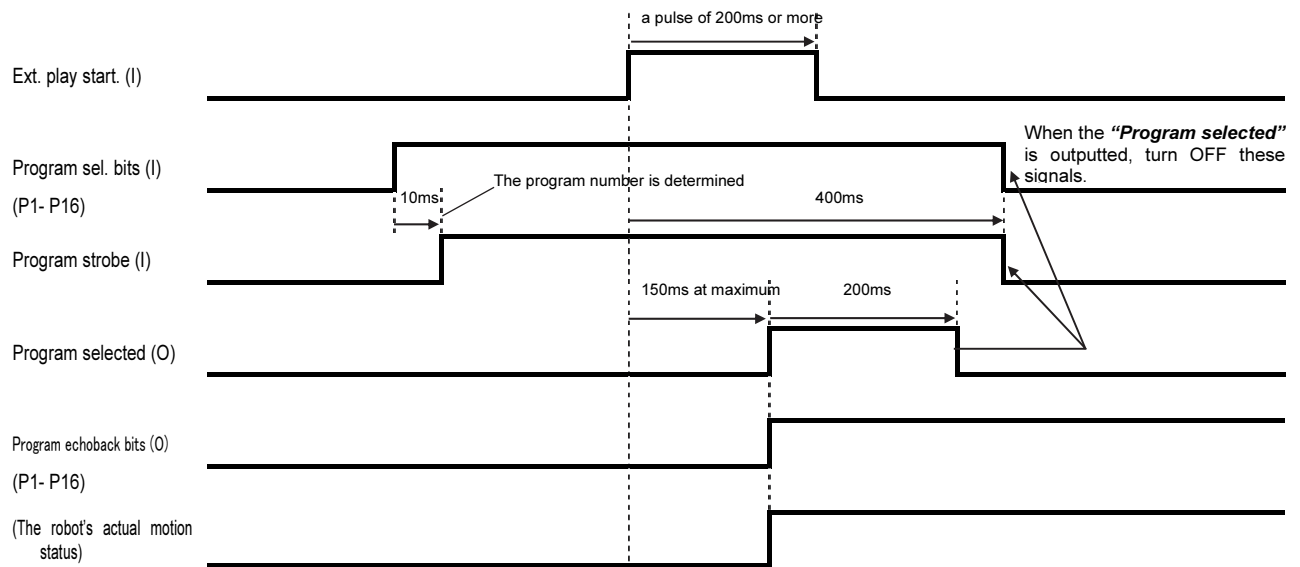 a pulse of 200ms or more
Ext. play start. (I)
When the "Program selected"
is outputted, turn OFF these
signals.
Program sel. bits (I)
(P1- P16)
10ms
The program number is determined
400ms
Program strobe (I)
150ms at maximum
200ms
Program selected (O)
Program echoback bits (O)
(P1- P16)
(The robot's actual motion
status)